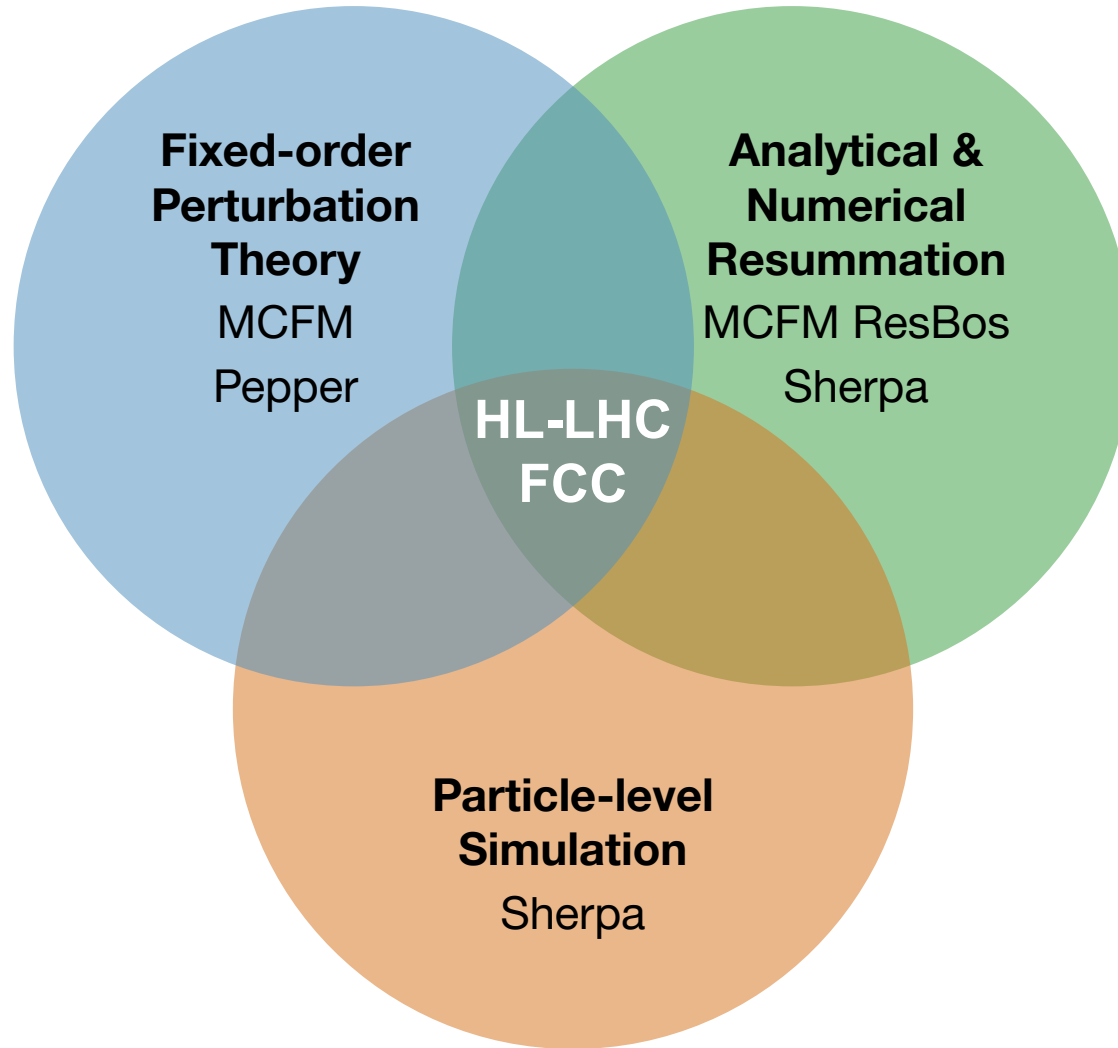 Fixed-order
Perturbation
Theory
MCFM
Pepper
Analytical &
Numerical
Resummation
MCFM ResBos
Sherpa
HL-LHC
FCC
Particle-level
Simulation
Sherpa